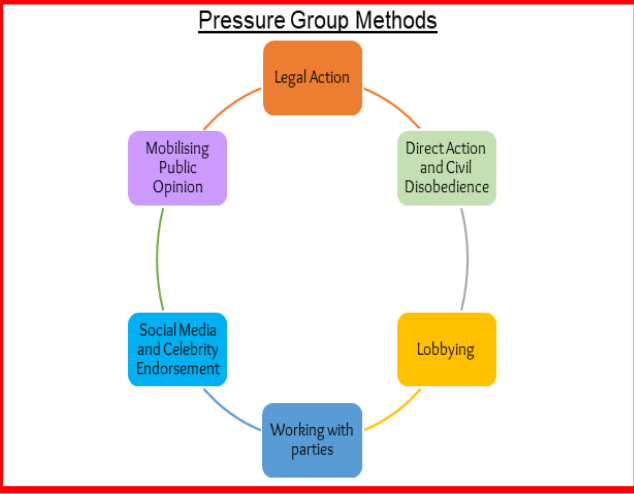 Pressure Group Methods
Legal Action
Direct Action
and Civil
Disobedience
Lobbying
Working with
parties
Social Media
and Celebrity
Endorsement
Mobilising
Public
Opinion